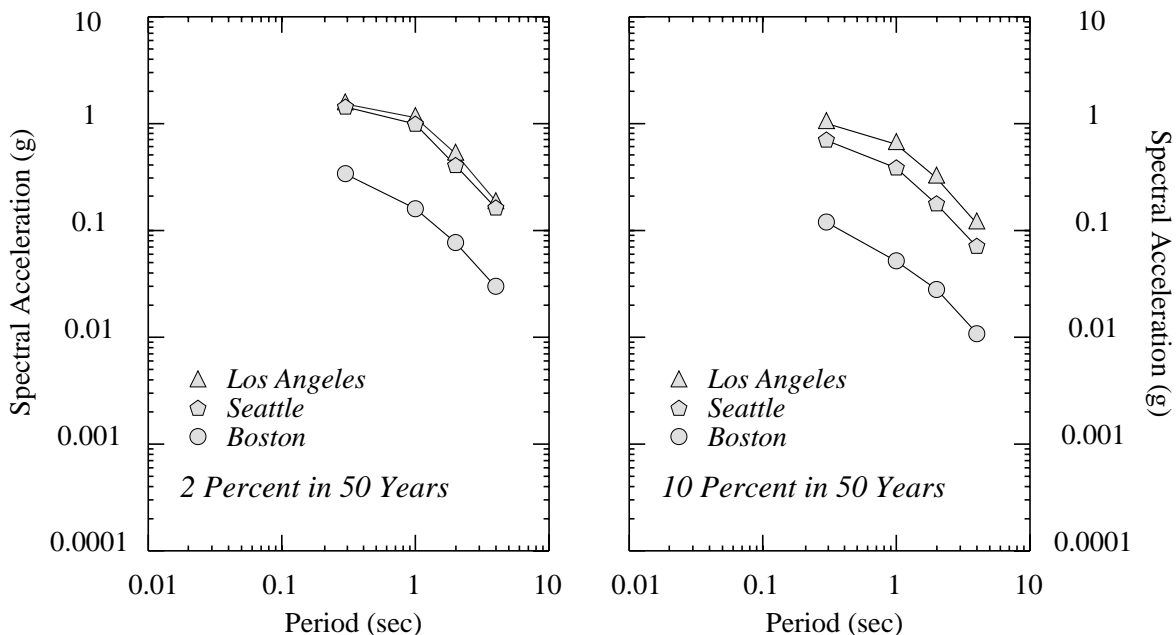 10
1
0.1
0.01
0.001
0.0001
Spectral Acceleration (g)
Los Angeles
Seattle
Boston
2 Percent in 50 Years
0.01
0.1
1
10
Period (sec)
Los Angeles
Seattle
Boston
10 Percent in 50 Years
0.01
0.1
1
10
Period (sec)
10
1
0.1
0.01
0.001
0.0001
Spectral Acceleration (g)